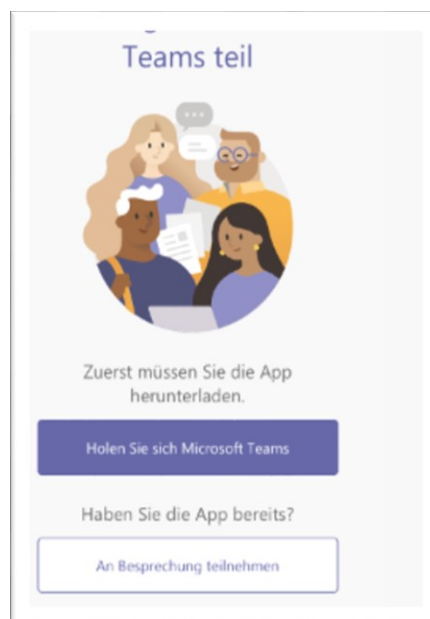 Teams teil
Zuerst müssen Sie die App
herunterladen.
Holen Sie sich Microsoft Teams
Haben Sie die App bereits?
An Besprechung teilnehmen